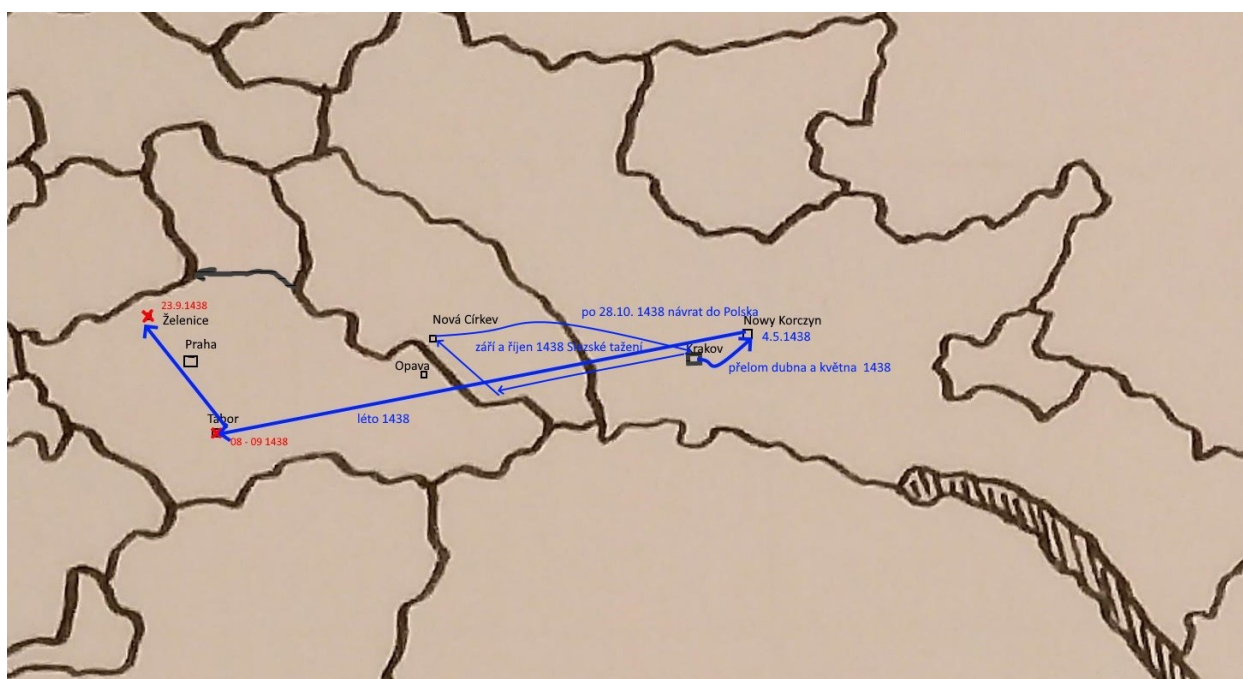 23.9.1438
Želenice
Praha
Nová Církev
po 28.10. 1438 návrat do Polska
Nowy Korczyn
4.5.1438
září a říjen 1438 Slezské tažení
Krakov
Opava
přelom dubna a května 1438
Tábor
léto 1438
08 - 09 1438